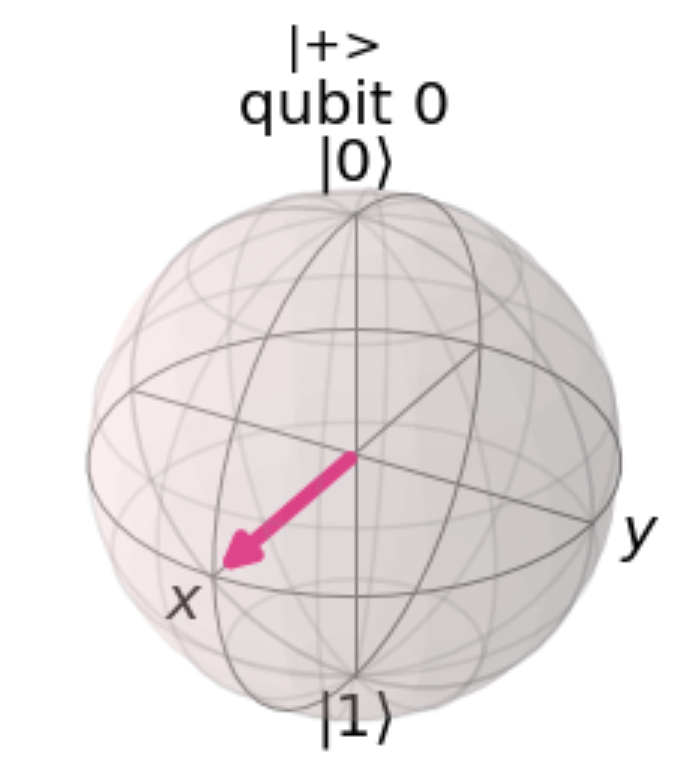 |+>
qubit 0
|0⟩
y
x
|1⟩